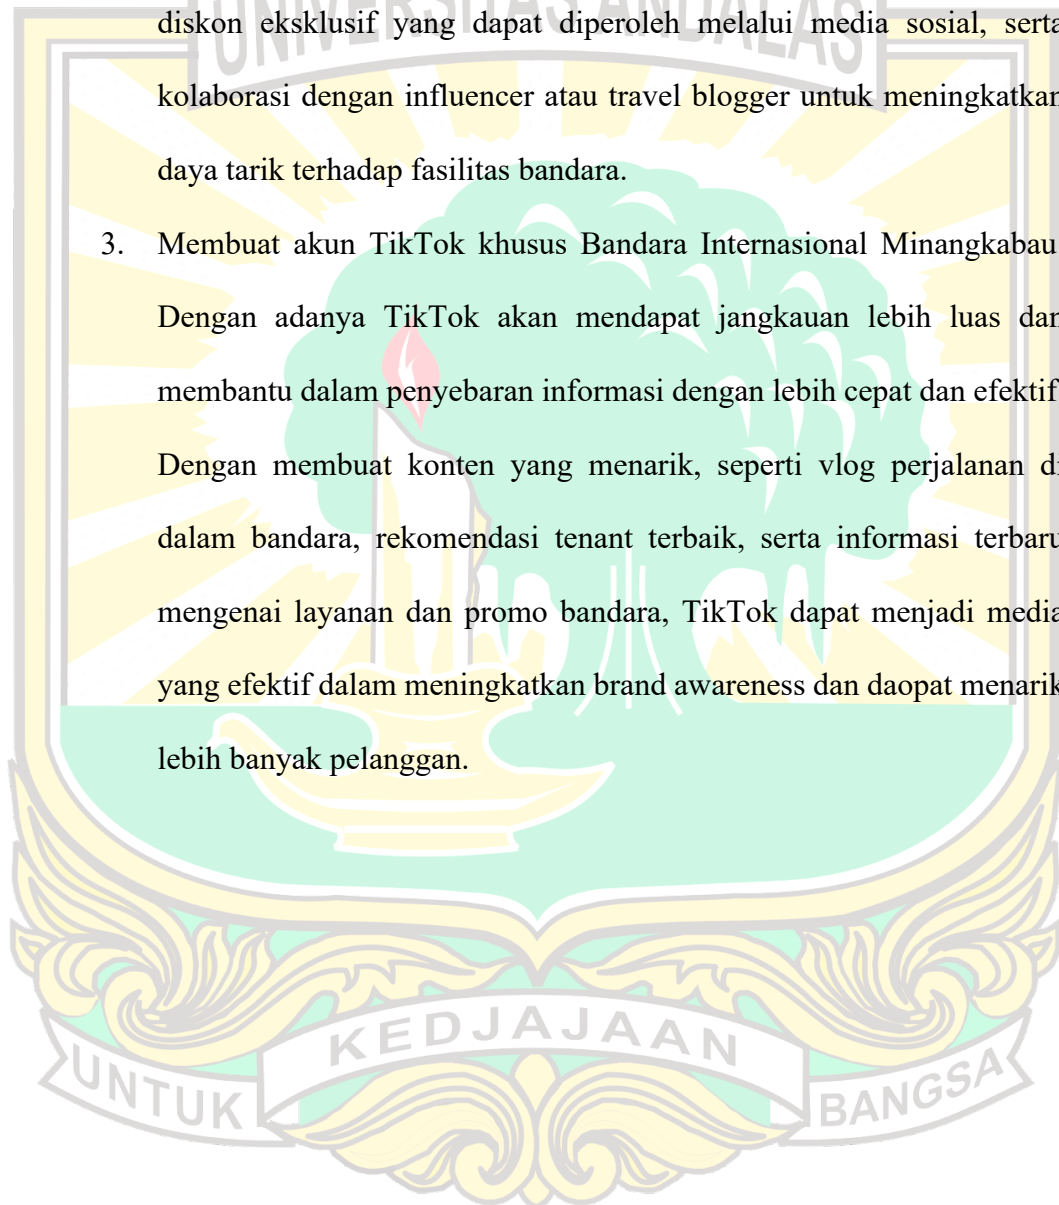 UNIVERSITAS ANDALAS
diskon eksklusif yang dapat diperoleh melalui media sosial, serta
kolaborasi dengan influencer atau travel blogger untuk meningkatkan
daya tarik terhadap fasilitas bandara.
3. Membuat akun TikTok khusus Bandara Internasional Minangkabau
Dengan adanya TikTok akan mendapat jangkauan lebih luas dan
membantu dalam penyebaran informasi dengan lebih cepat dan efektif
Dengan membuat konten yang menarik, seperti vlog perjalanan di
dalam bandara, rekomendasi tenant terbaik, serta informasi terbaru
mengenai layanan dan promo bandara, TikTok dapat menjadi media
yang efektif dalam meningkatkan brand awareness dan daopat menarik
lebih banyak pelanggan.
UNTUK KEDJAJAAN BANGSA